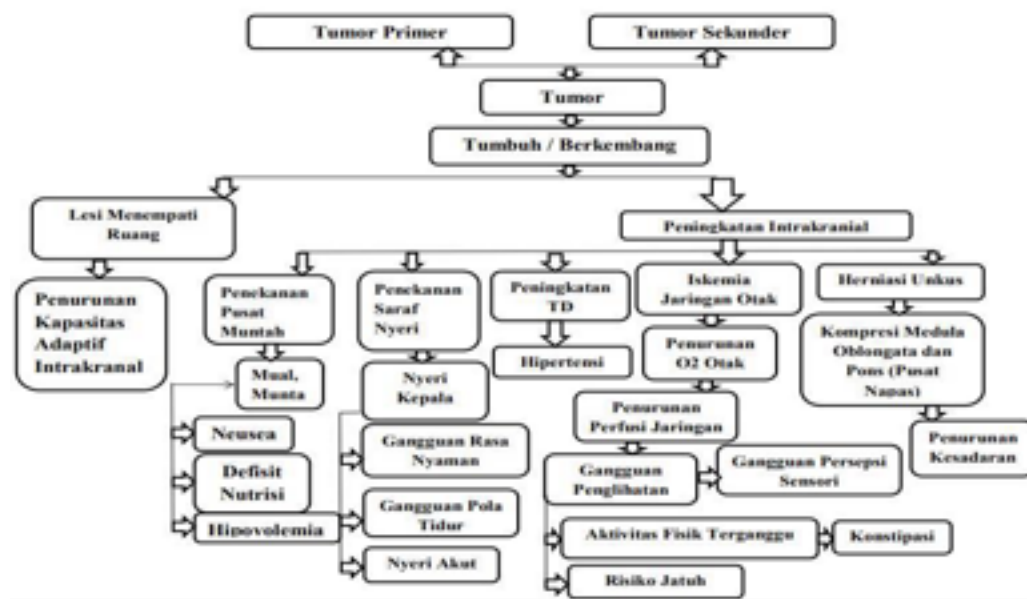 Tumor Primer
Tumor Sekunder
Tumor
Tumbuh / Berkembang
Lesi Menempati
Ruang
Peningkatan Intrakranial
Penurunan
Kapasitas
Adaptif
Intrakranal
Penekanan
Pusat
Muntah
Penekanan
Saraf
Nyeri
Peningkatan
TD
Iskemia
Jaringan Otak
Herniasi Unkus
Hipertensi
Penurunan
O2 Otak
Kompresi Medula
Oblongata dan
Pons (Pusat
Napas)
Mual,
Munta
Nyeri
Kepala
Penurunan
Perfusi Jaringan
Penurunan
Kesadaran
Neusea
Gangguan Rasa
Nyaman
Gangguan
Penglihatan
Gangguan Persepsi
Sensori
Defisit
Nutrisi
Hipovolemia
Gangguan Pola
Tidur
Aktivitas Fisik Terganggu
Konstipasi
Nyeri Akut
Risiko Jatuh